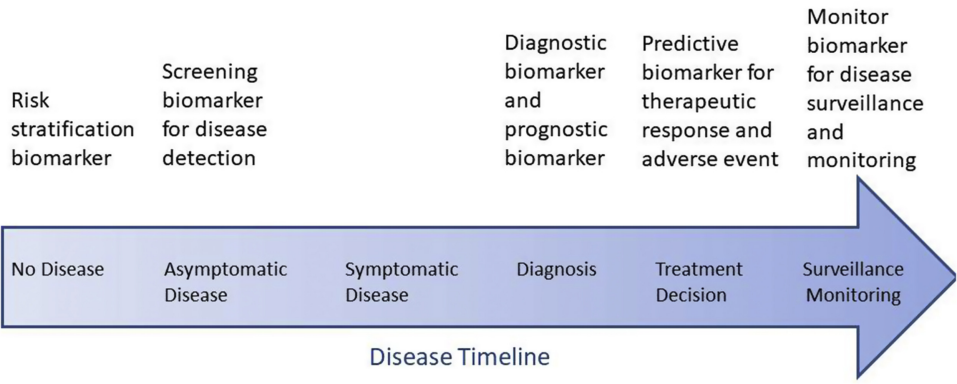 Risk
stratification
biomarker
Screening
biomarker
for disease
detection
Diagnostic
biomarker
and
prognostic
biomarker
Predictive
biomarker for
therapeutic
response and
adverse event
Monitor
biomarker
for disease
surveillance
and
monitoring
No Disease
Asymptomatic
Disease
Symptomatic
Disease
Diagnosis
Treatment
Decision
Surveillance
Monitoring
Disease Timeline